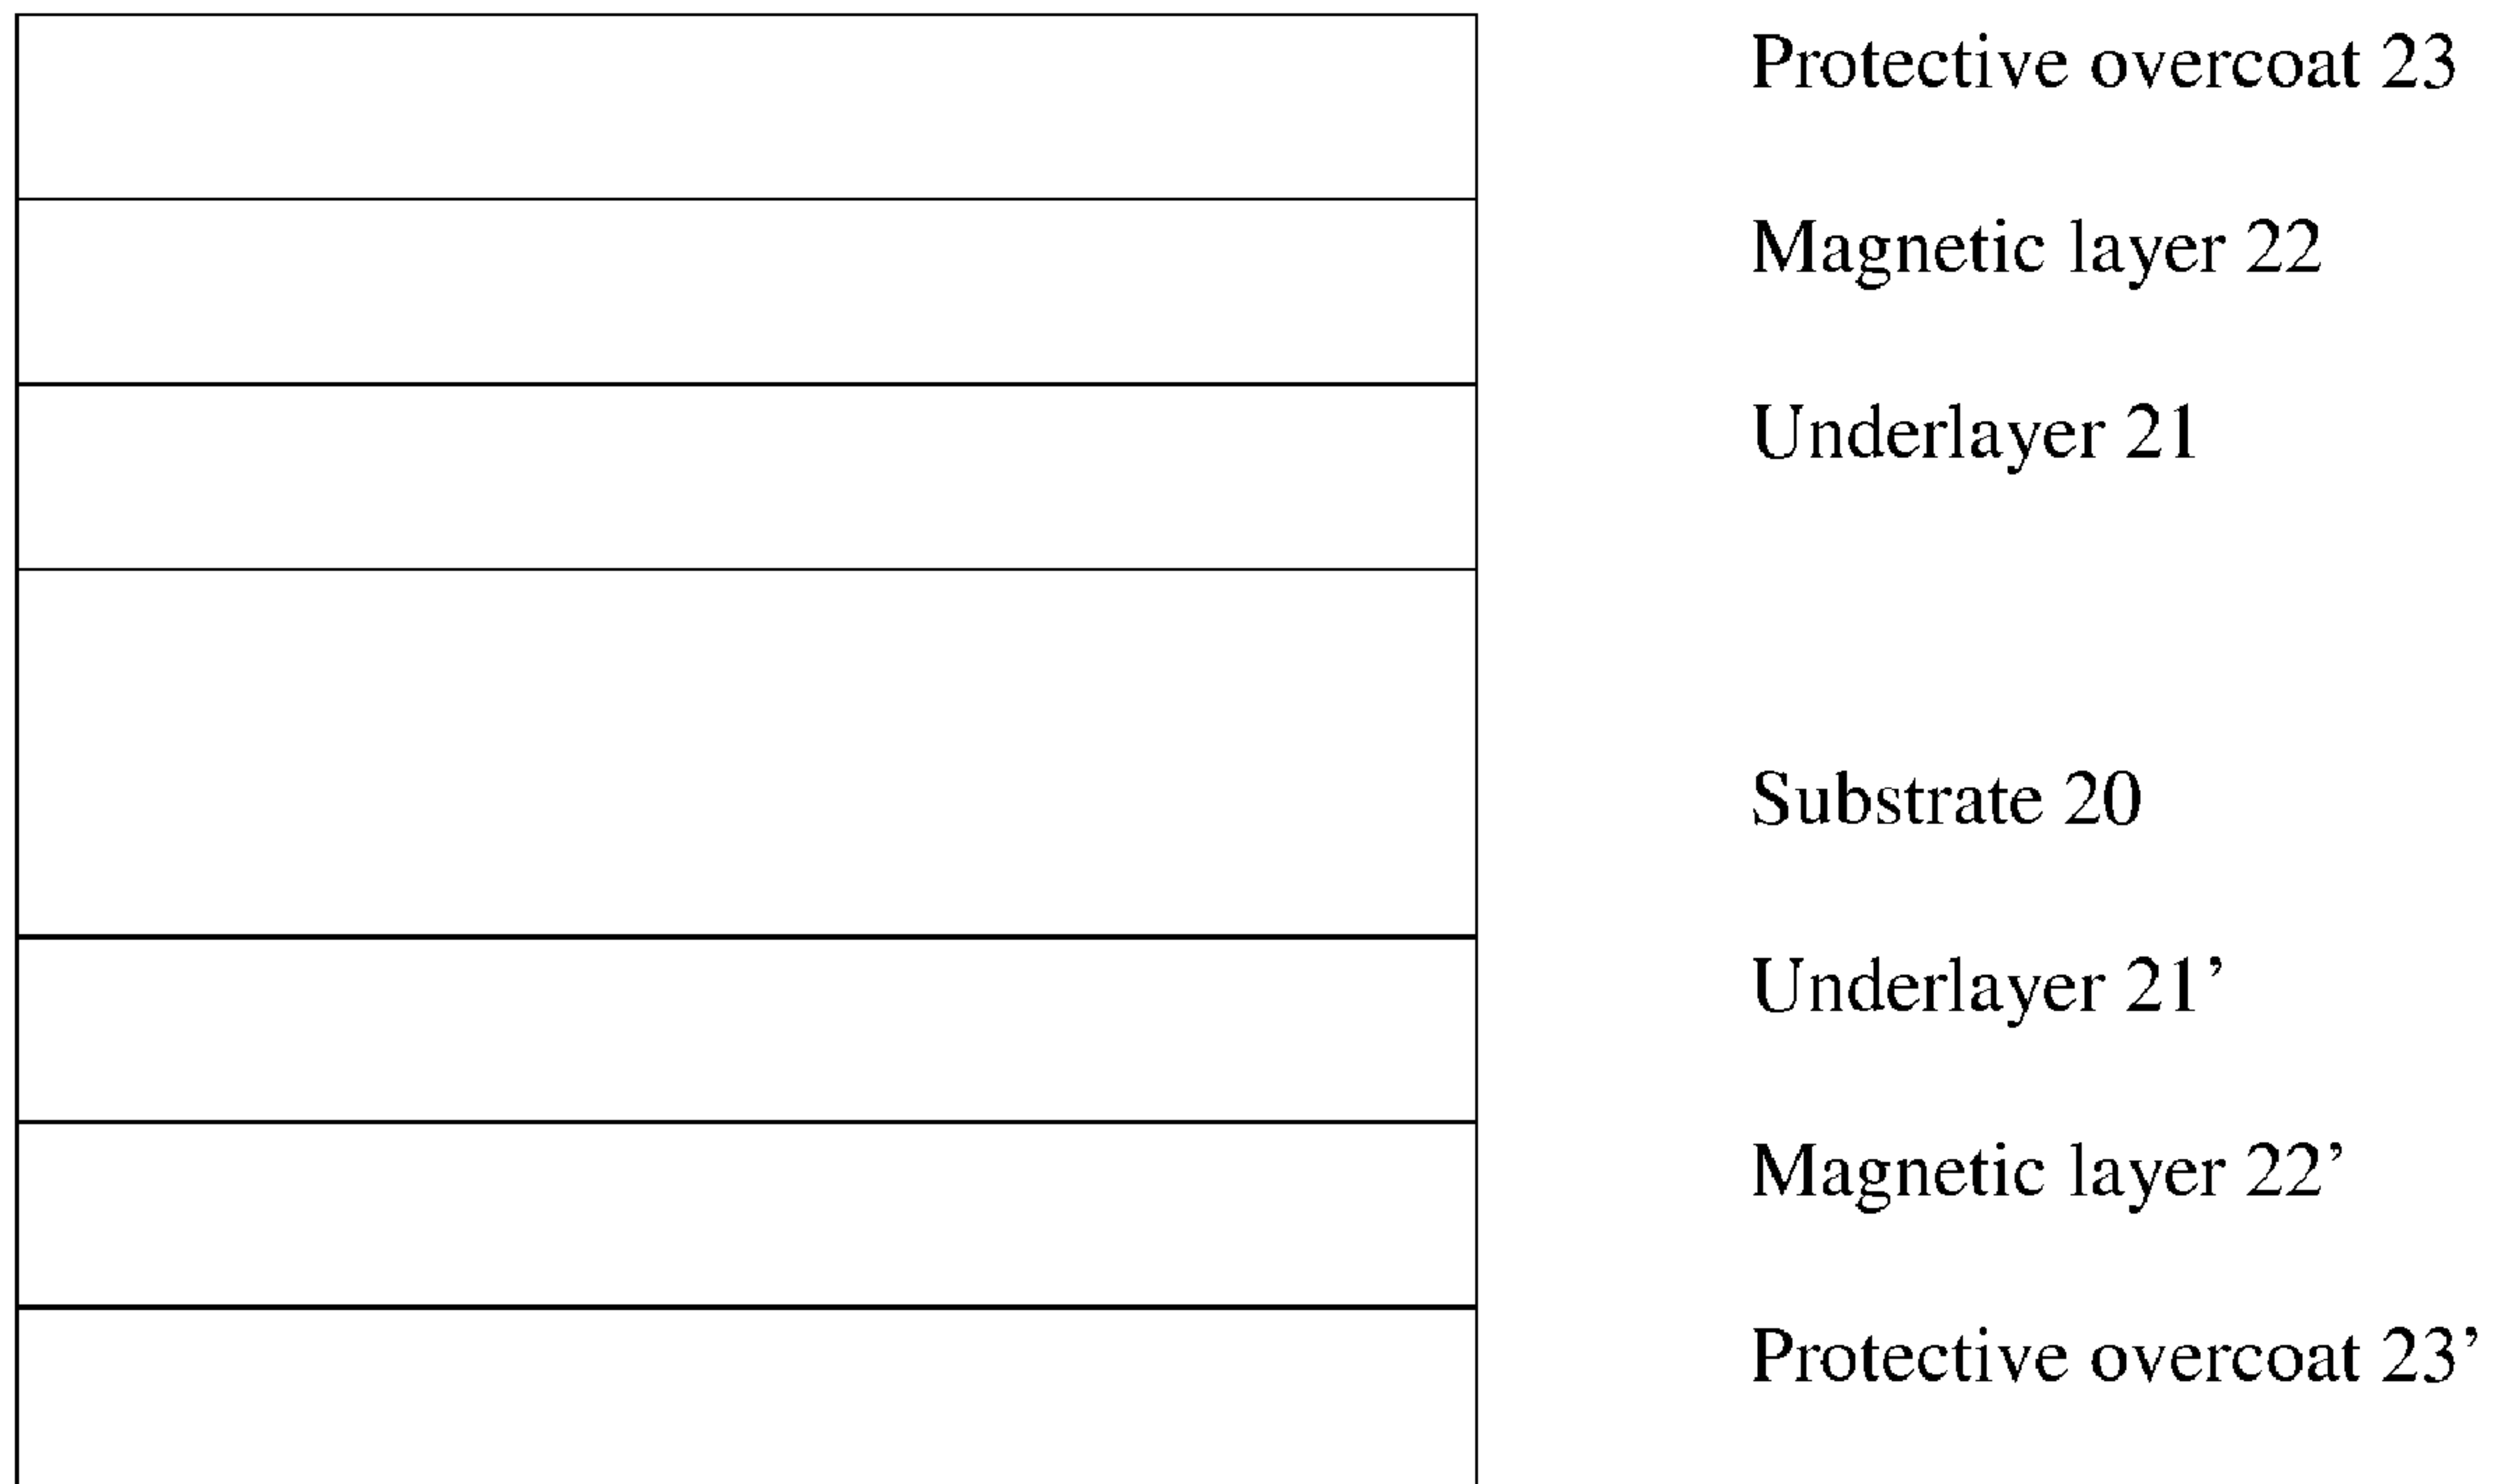 Protective overcoat 23
Magnetic layer 22
Underlayer 21
Substrate 20
Underlayer 21’
Magnetic layer 22’
Protective overcoat 23’